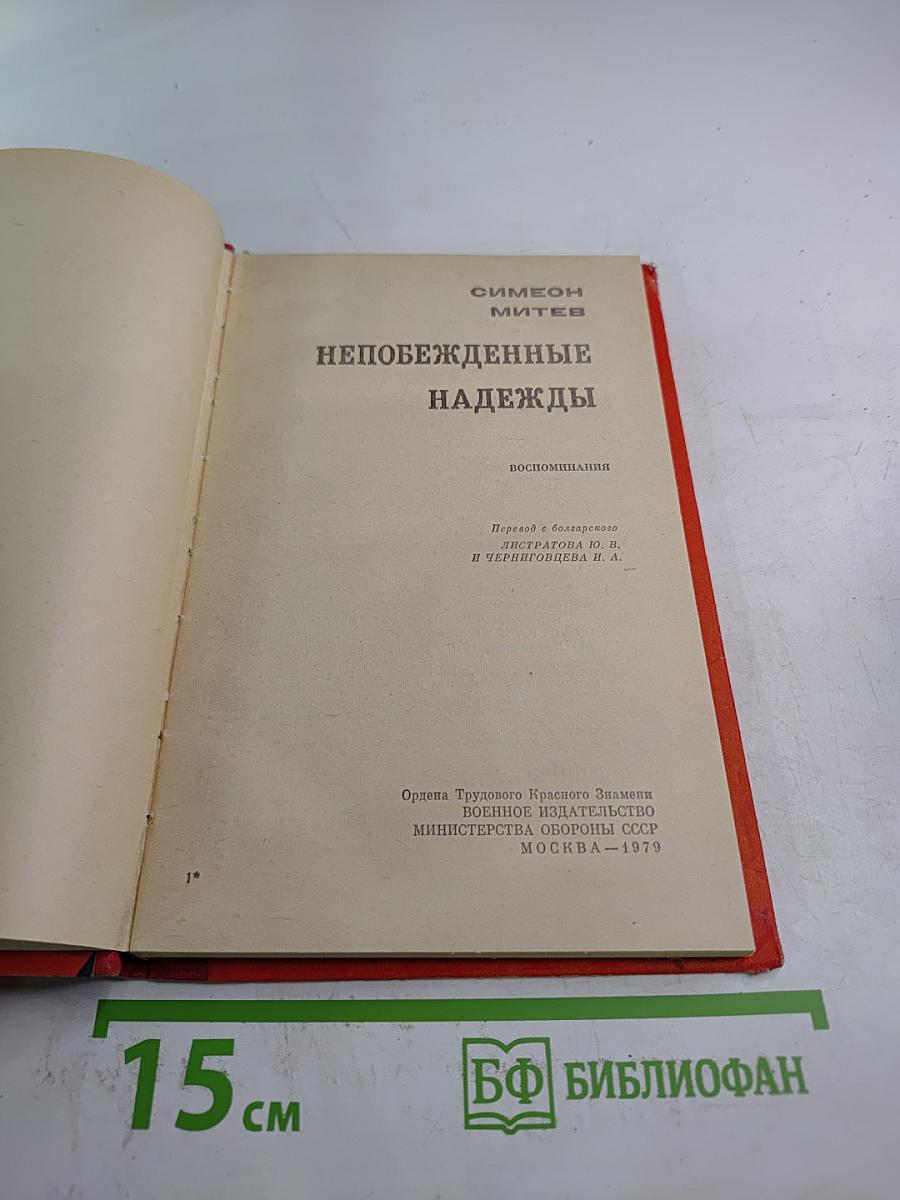 СИМЕОН
МИТЕВ
НЕПОБЕЖДЕННЫЕ
НАДЕЖДЫ
ВОСПОМИНАНИЯ
Перевод с болгарского
ЛИСТРАТОВА Ю. В.
И ЧЕРНИГОВЦЕВА И. А.
Ордена Трудового Красного Знамени
ВОЕННОЕ ИЗДАТЕЛЬСТВО
МИНИСТЕРСТВА ОБОРОНЫ СССР
МОСКВА—1979
1*
15 см
БФ БИБЛИОФАН